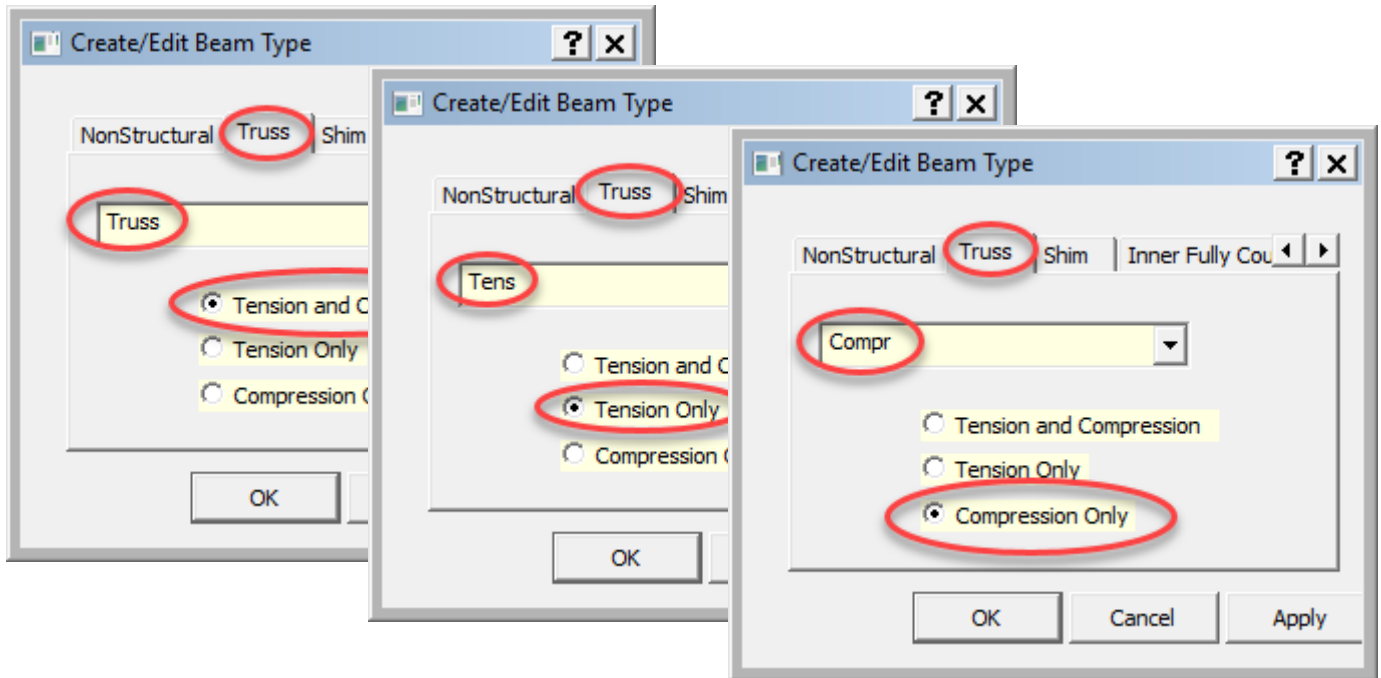 Create/Edit Beam Type
NonStructural Truss Shim
Truss
Tension and C
Tension Only
Compression
OK
Create/Edit Beam Type
NonStructural Truss Shim
Tens
Tension and C
Tension Only
Compression
OK
Create/Edit Beam Type
NonStructural Truss Shim Inner Fully Cou
Compr
Tension and Compression
Tension Only
Compression Only
OK Cancel Apply